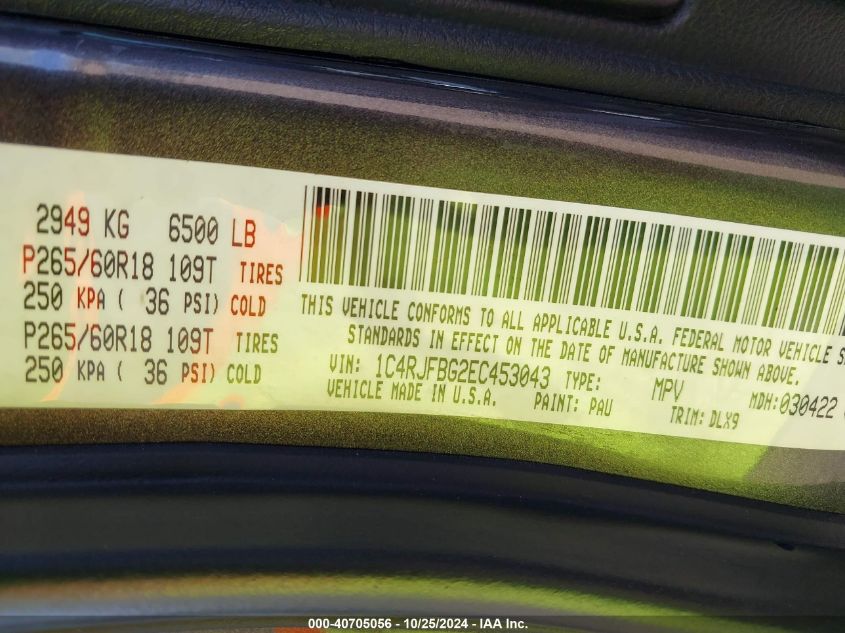 2949 KG 6500 LB
P265/60R18 109T TIRES
250 KPA ( 36 PSI) COLD
P265/60R18 109T TIRES
250 KPA ( 36 PSI) COLD
THIS VEHICLE CONFORMS TO ALL APPLICABLE U.S.A. FEDERAL MOTOR VEHICLE S
STANDARDS IN EFFECT ON THE DATE OF MANUFACTURE SHOWN ABOVE.
VIN: 1C4RJFBG2EC453043 TYPE: MPV MDH:030422
VEHICLE MADE IN U.S.A. PAINT: PAU TRIM: DLX9
000-40705056 - 10/25/2024 - IAA Inc.